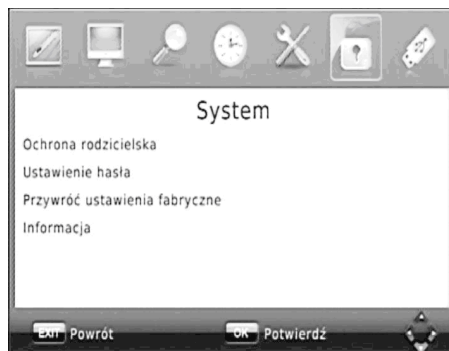 System
Ochrona rodzicielska
Ustawienie hasła
Przywróć ustawienia fabryczne
Informacja
EXIT Powrót OK Potwierdź